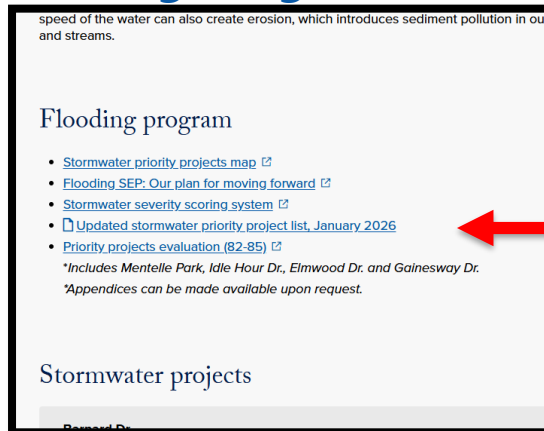 speed of the water can also create erosion, which introduces sediment pollution in ou
and streams.
Flooding program
Stormwater priority projects map
Flooding SEP: Our plan for moving forward
Stormwater severity scoring system
Updated stormwater priority project list, January 2026
Priority projects evaluation (82-85)
*Includes Mentelle Park, Idle Hour Dr., Elmwood Dr. and Gainesway Dr.
*Appendices can be made available upon request.
Stormwater projects
Barnard Dr.